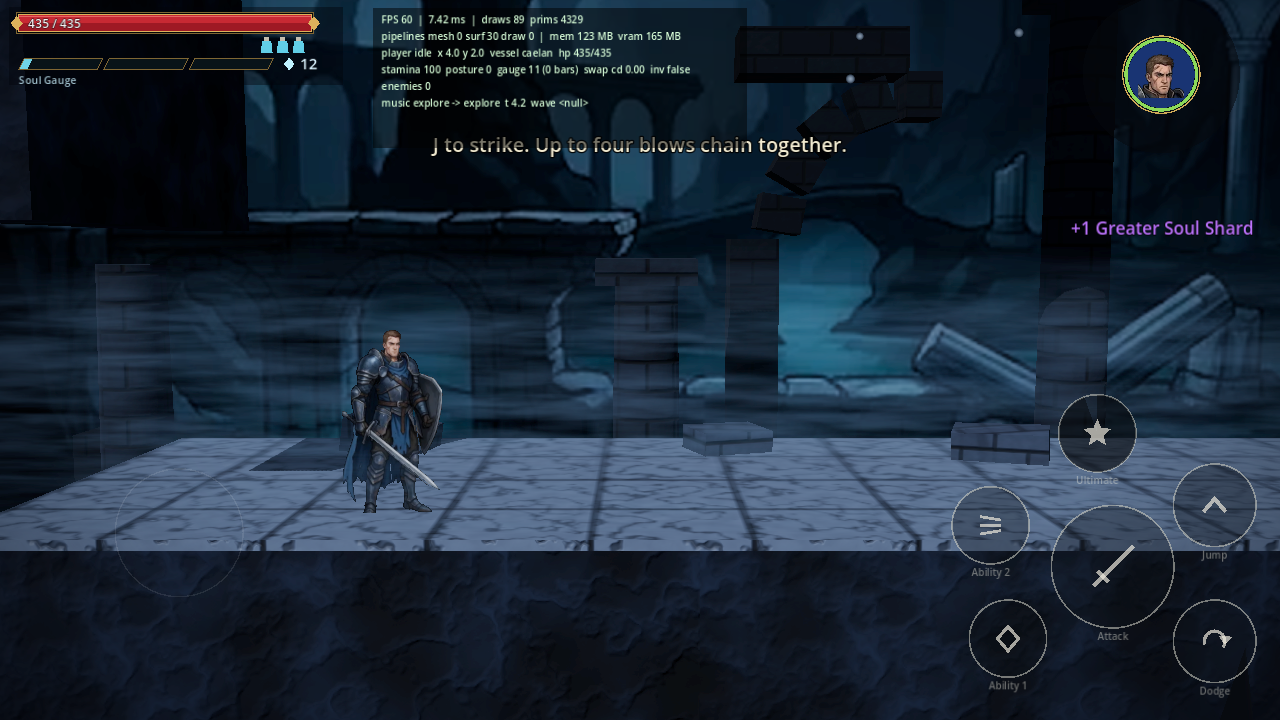 435 / 435
12
Soul Gauge
FPS 60 | 7.42 ms | draws 89 prims 4329
pipelines mesh 0 surf 30 draw 0 | mem 123 MB vram 165 MB
player idle x 4.0 y 2.0 vessel caelan hp 435/435
stamina 100 posture 0 gauge 11 (0 bars) swap cd 0.00 inv false
enemies 0
music explore -> explore t 4.2 wave <null>
J to strike. Up to four blows chain together.
+1 Greater Soul Shard
Ultimate
Jump
Ability 2
Attack
Ability 1
Dodge